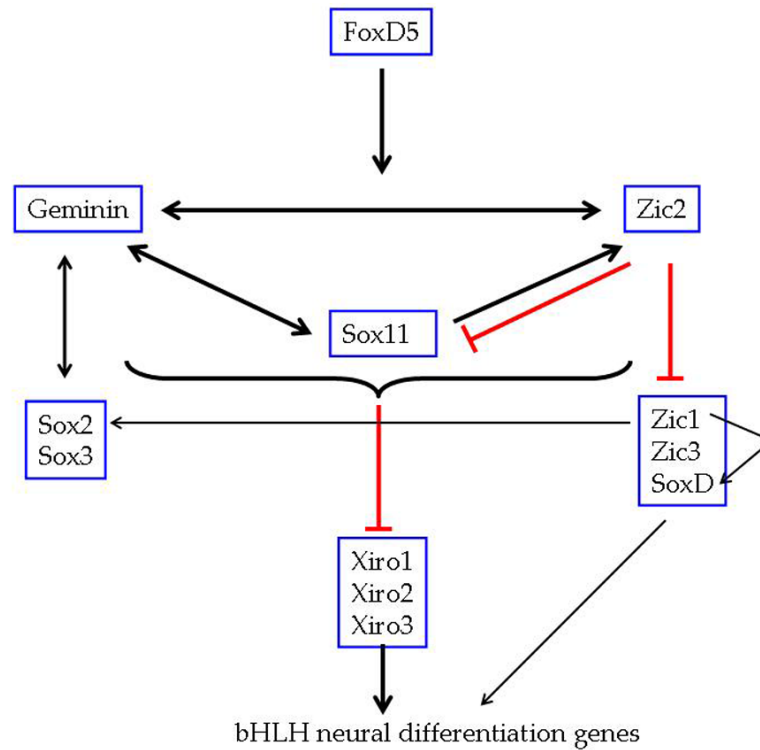 FoxD5
Geminin
Zic2
Sox11
Sox2
Sox3
Zic1
Zic3
SoxD
Xiro1
Xiro2
Xiro3
bHLH neural differentiation genes